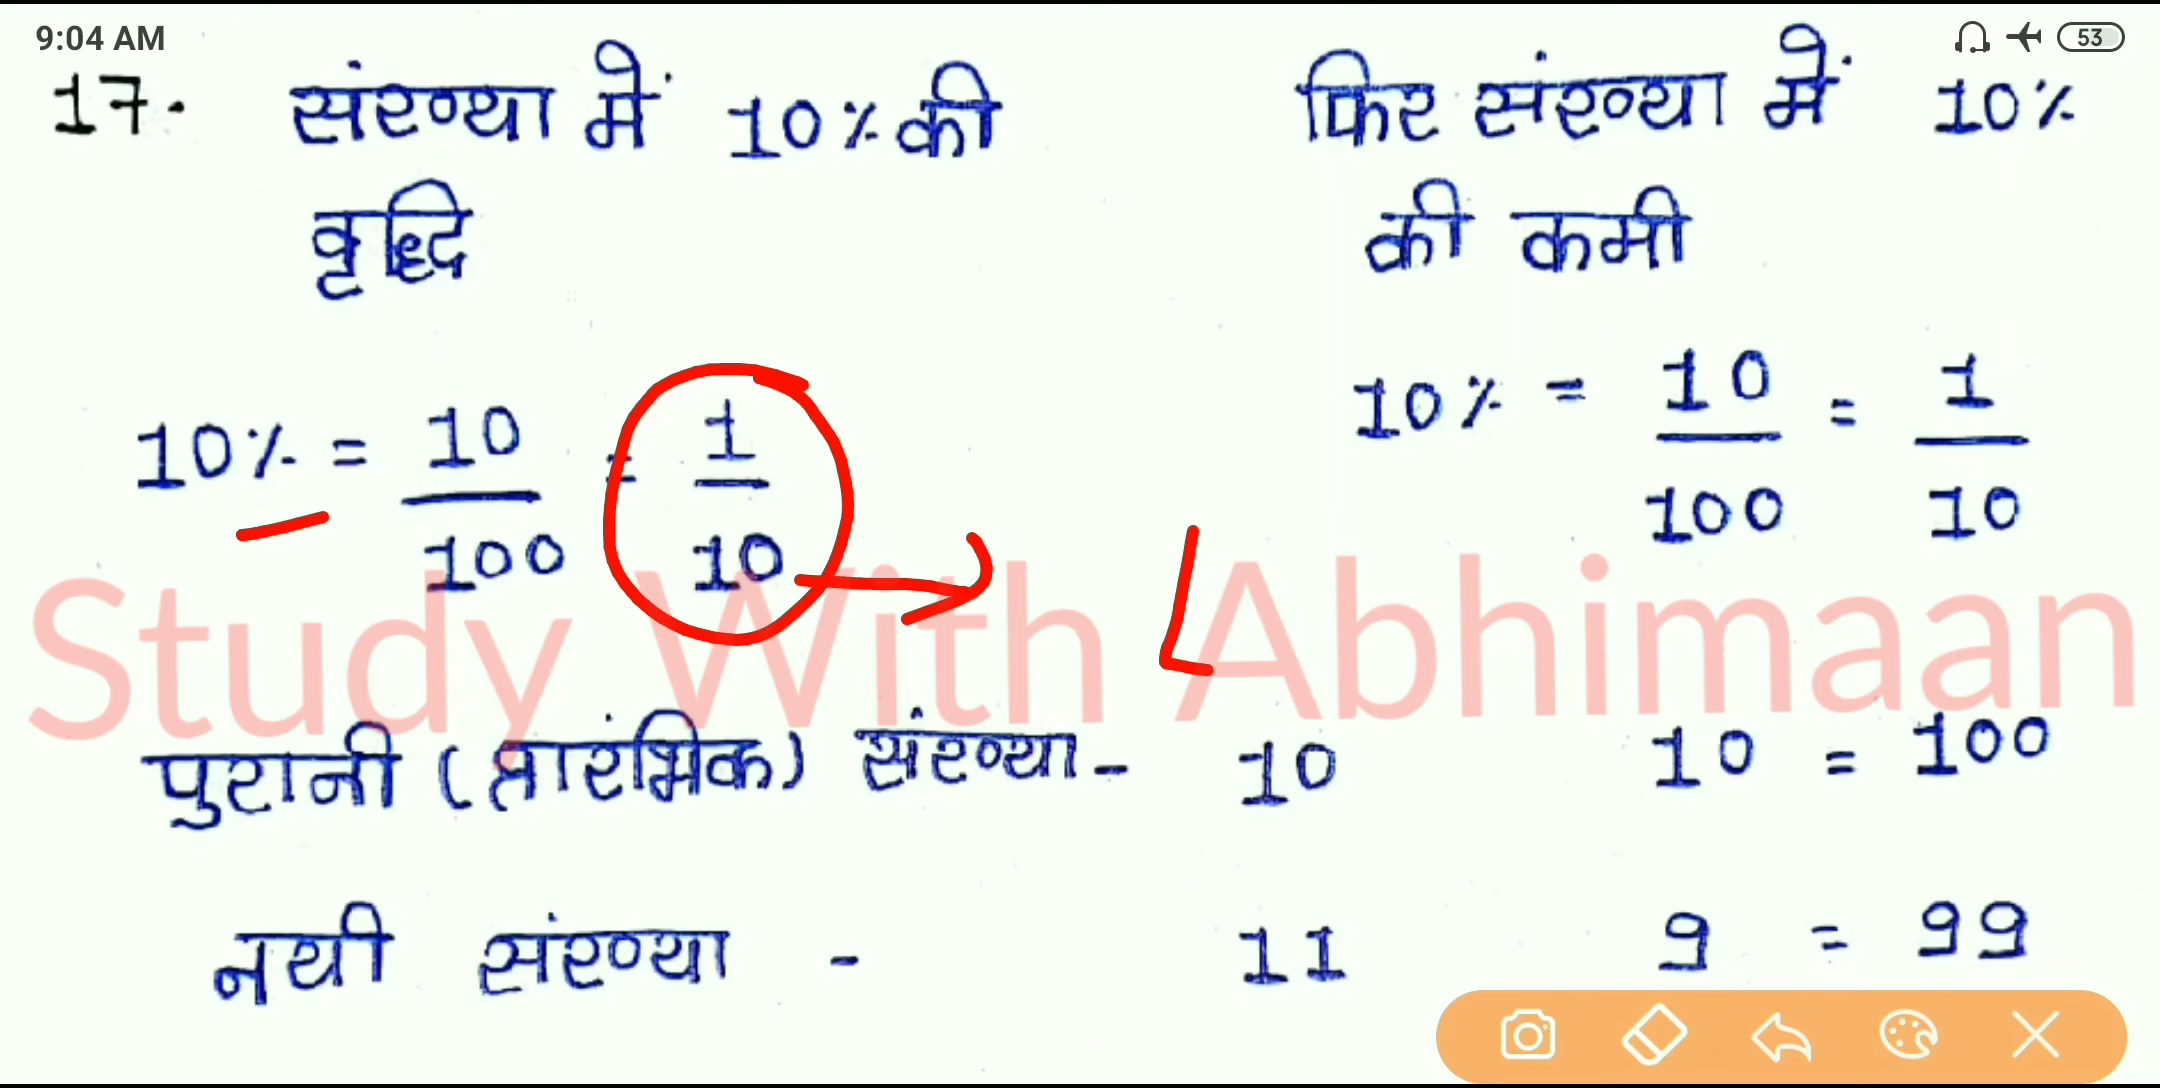 9:04 AM 53
17. संख्या में 10% की फिर संख्या में 10%
वृद्धि की कमी
10% = 10/100 = 1/10 10% = 10/100 = 1/10
Study With Abhimaan
पुरानी (प्रारंभिक) संख्या - 10 10 = 100
नयी संख्या - 11 9 = 99